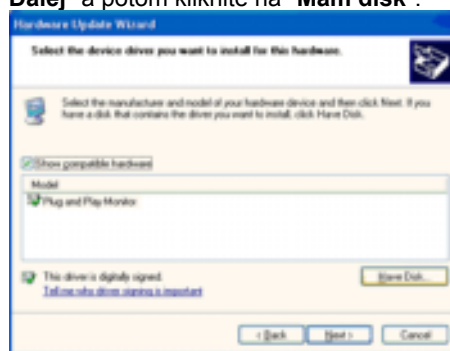 Ďalej" a potom kliknite na "Mám disk".
Hardware Update Wizard
Select the device driver you want to install for this hardware.
Select the manufacturer and model of your hardware device and then click Next. If you
have a disk that contains the driver you want to install, click Have Disk.
Show compatible hardware
Model
Plug and Play Monitor
This driver is digitally signed.
Tell me why driver signing is important
Have Disk...
< Back
Next >
Cancel